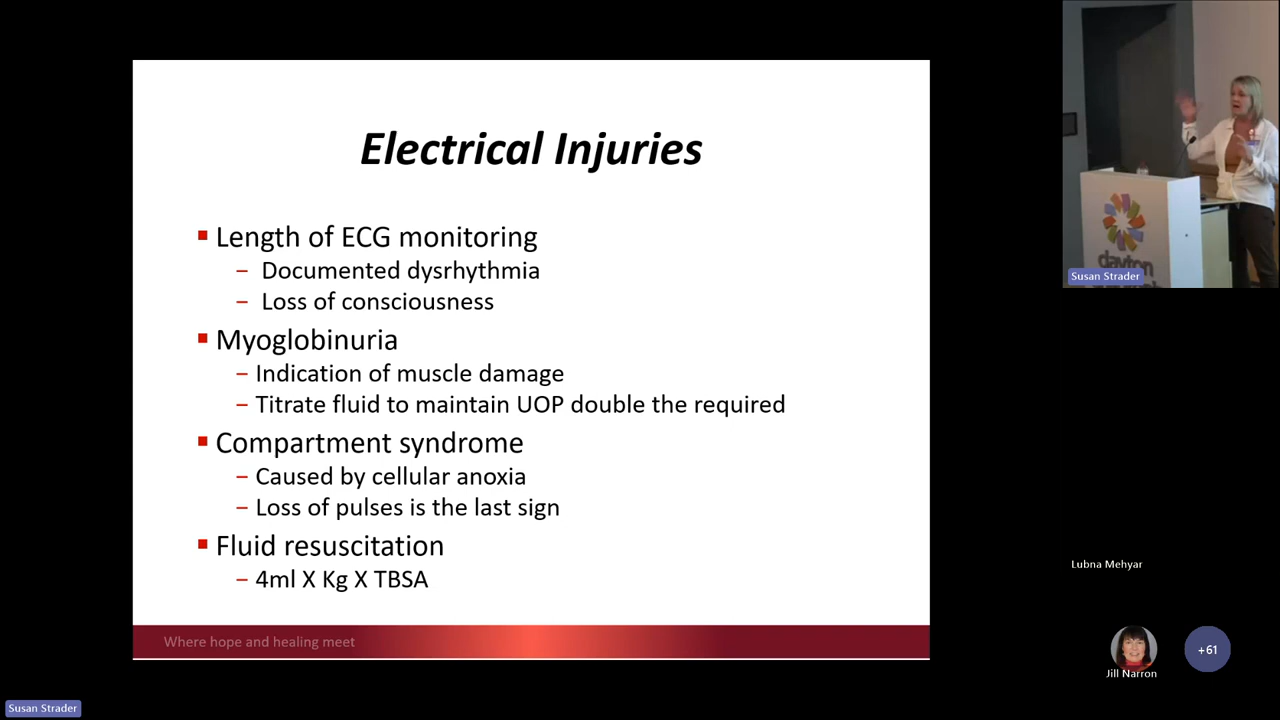 Electrical Injuries
Length of ECG monitoring
– Documented dysrhythmia
– Loss of consciousness
Myoglobinuria
– Indication of muscle damage
– Titrate fluid to maintain UOP double the required
Compartment syndrome
– Caused by cellular anoxia
– Loss of pulses is the last sign
Fluid resuscitation
– 4ml X Kg X TBSA
Where hope and healing meet
Susan Strader
dayton
Susan Strader
Lubna Mehyar
Jill Narron
+61